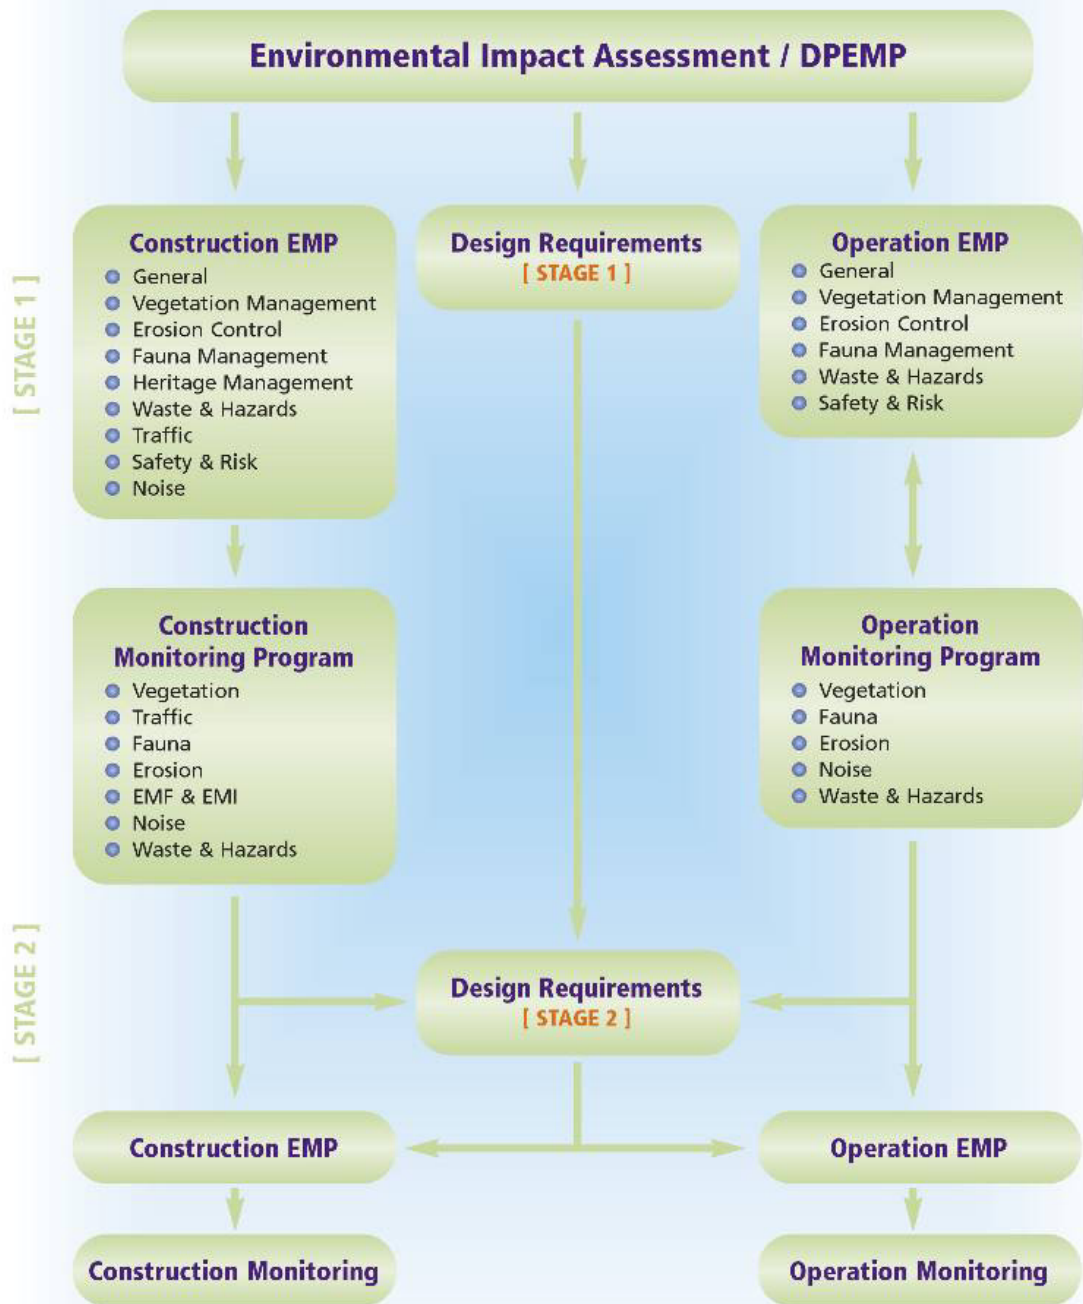 Environmental Impact Assessment / DPEMP
[ STAGE 1 ]
Construction EMP
General
Vegetation Management
Erosion Control
Fauna Management
Heritage Management
Waste & Hazards
Traffic
Safety & Risk
Noise
Design Requirements
[ STAGE 1 ]
Operation EMP
General
Vegetation Management
Erosion Control
Fauna Management
Waste & Hazards
Safety & Risk
Construction
Monitoring Program
Vegetation
Traffic
Fauna
Erosion
EMF & EMI
Noise
Waste & Hazards
Operation
Monitoring Program
Vegetation
Fauna
Erosion
Noise
Waste & Hazards
[ STAGE 2 ]
Design Requirements
[ STAGE 2 ]
Construction EMP
Operation EMP
Construction Monitoring
Operation Monitoring